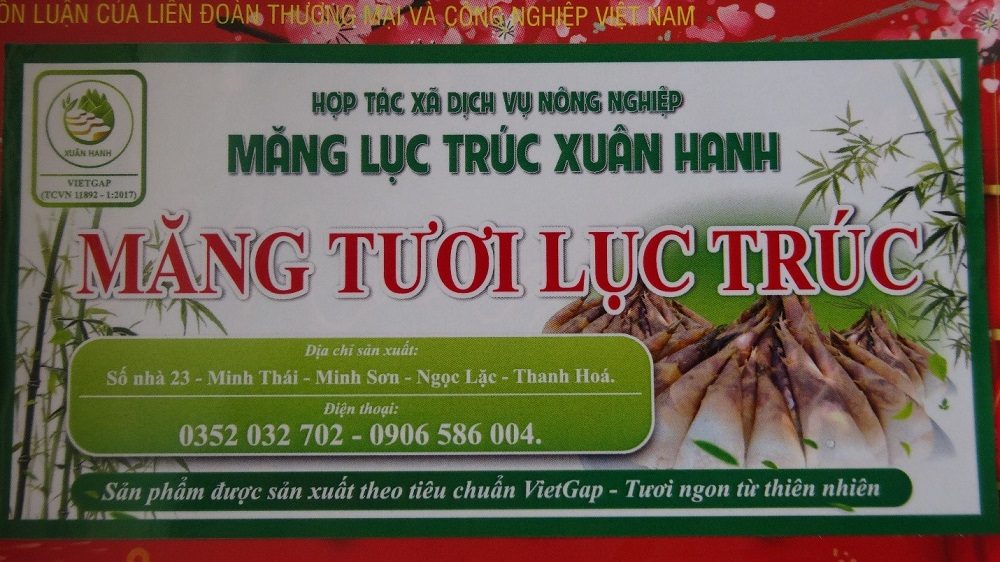 ÔN LUẬN CỦA LIÊN ĐOÀN THƯƠNG MẠI VÀ CÔNG NGHIỆP VIỆT NAM
XUÂN HANH
VIETGAP
(TCVN 11892 - 1:2017)
HỢP TÁC XÃ DỊCH VỤ NÔNG NGHIỆP
MĂNG LỤC TRÚC XUÂN HANH
MĂNG TƯƠI LỤC TRÚC
Địa chỉ sản xuất:
Số nhà 23 - Minh Thái - Minh Sơn - Ngọc Lặc - Thanh Hoá.
Điện thoại:
0352 032 702 - 0906 586 004.
Sản phẩm được sản xuất theo tiêu chuẩn VietGap - Tươi ngon từ thiên nhiên